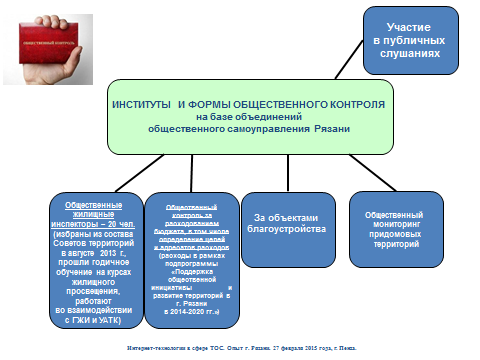 ОБЩЕСТВЕННЫЙ КОНТРОЛЬ
Участие
в публичных
слушаниях
ИНСТИТУТЫ И ФОРМЫ ОБЩЕСТВЕННОГО КОНТРОЛЯ
на базе объединений
общественного самоуправления Рязани
Общественные
жилищные
инспекторы – 20 чел.
(избраны из состава
Советов территорий
в августе 2013 г.,
прошли годичное
обучение на курсах
жилищного
просвещения,
работают
во взаимодействии
с ГЖИ и УАТК)
Общественный
контроль за
расходованием
бюджета, в том числе
определение целей
и адресатов расходов
(расходы в рамках
подпрограммы
«Поддержка
общественной
инициативы и
развитие территорий в
г. Рязани
в 2014-2020 гг.»)
За объектами
благоустройства
Общественный
мониторинг
придомовых
территорий
Интернет-технологии в сфере ТОС. Опыт г. Рязани. 27 февраля 2015 года, г. Пенза.